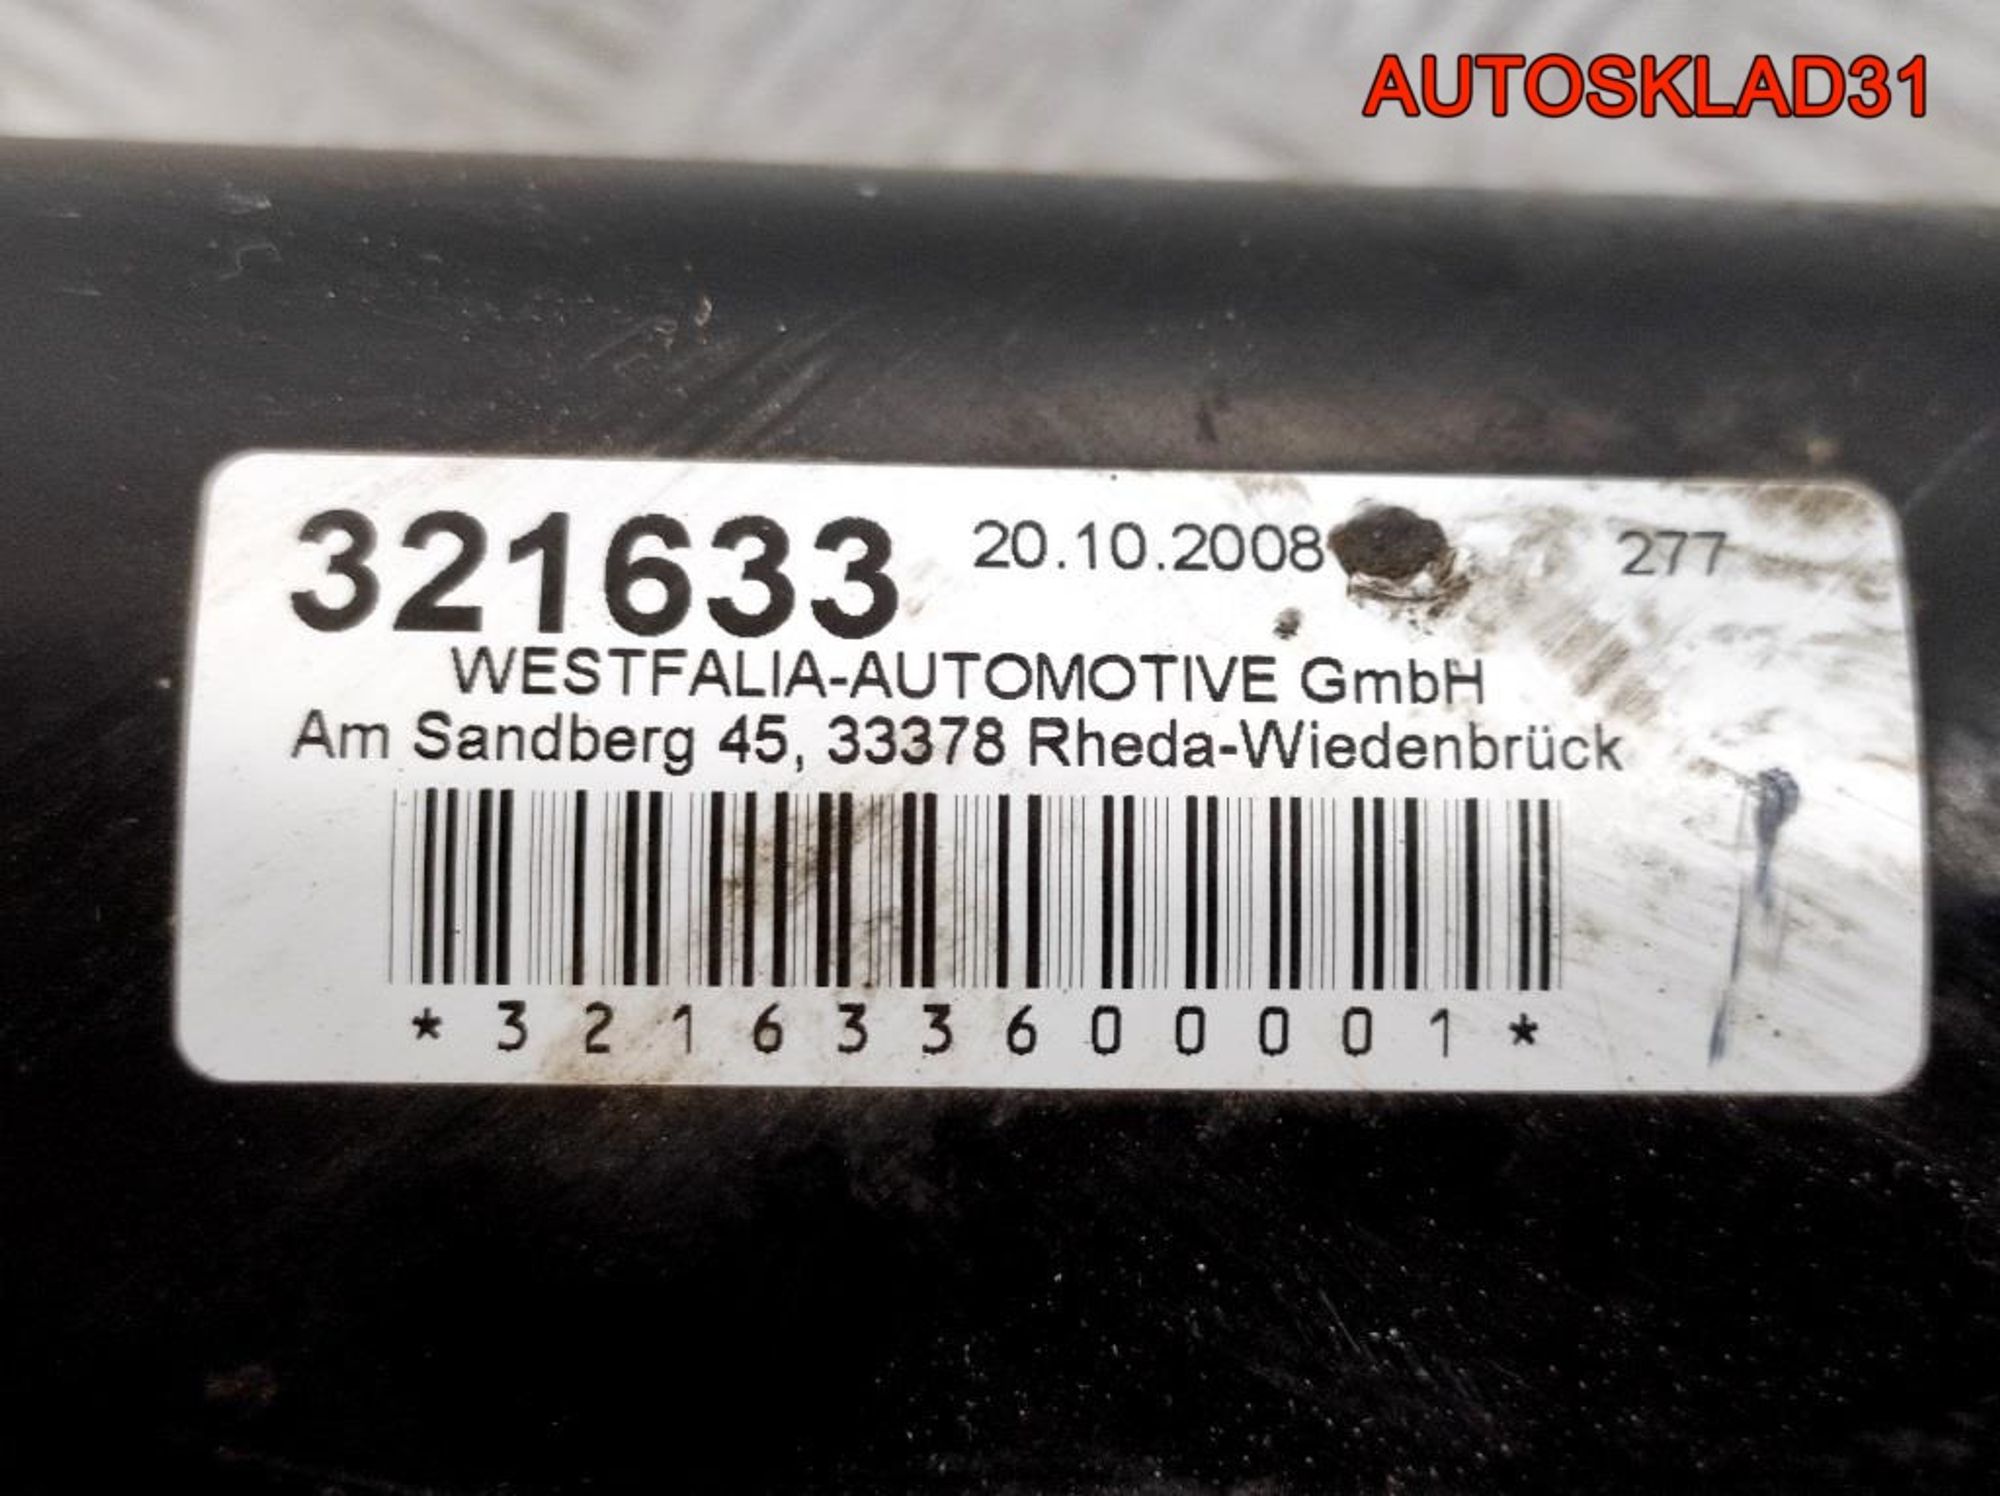 AUTOSKLAD31
321633 20.10.2008 277
WESTFALIA-AUTOMOTIVE GmbH
Am Sandberg 45, 33378 Rheda-Wiedenbrück
*321633600001*